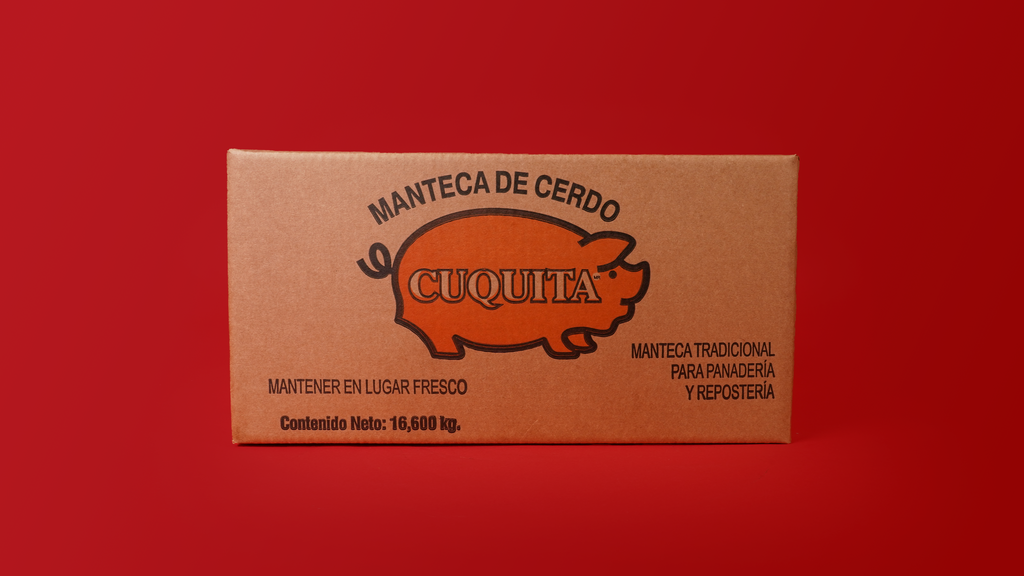 MANTECA DE CERDO
CUQUITA
MANTECA TRADICIONAL
PARA PANADERÍA
Y REPOSTERÍA
MANTENER EN LUGAR FRESCO
Contenido Neto: 16,600 kg.